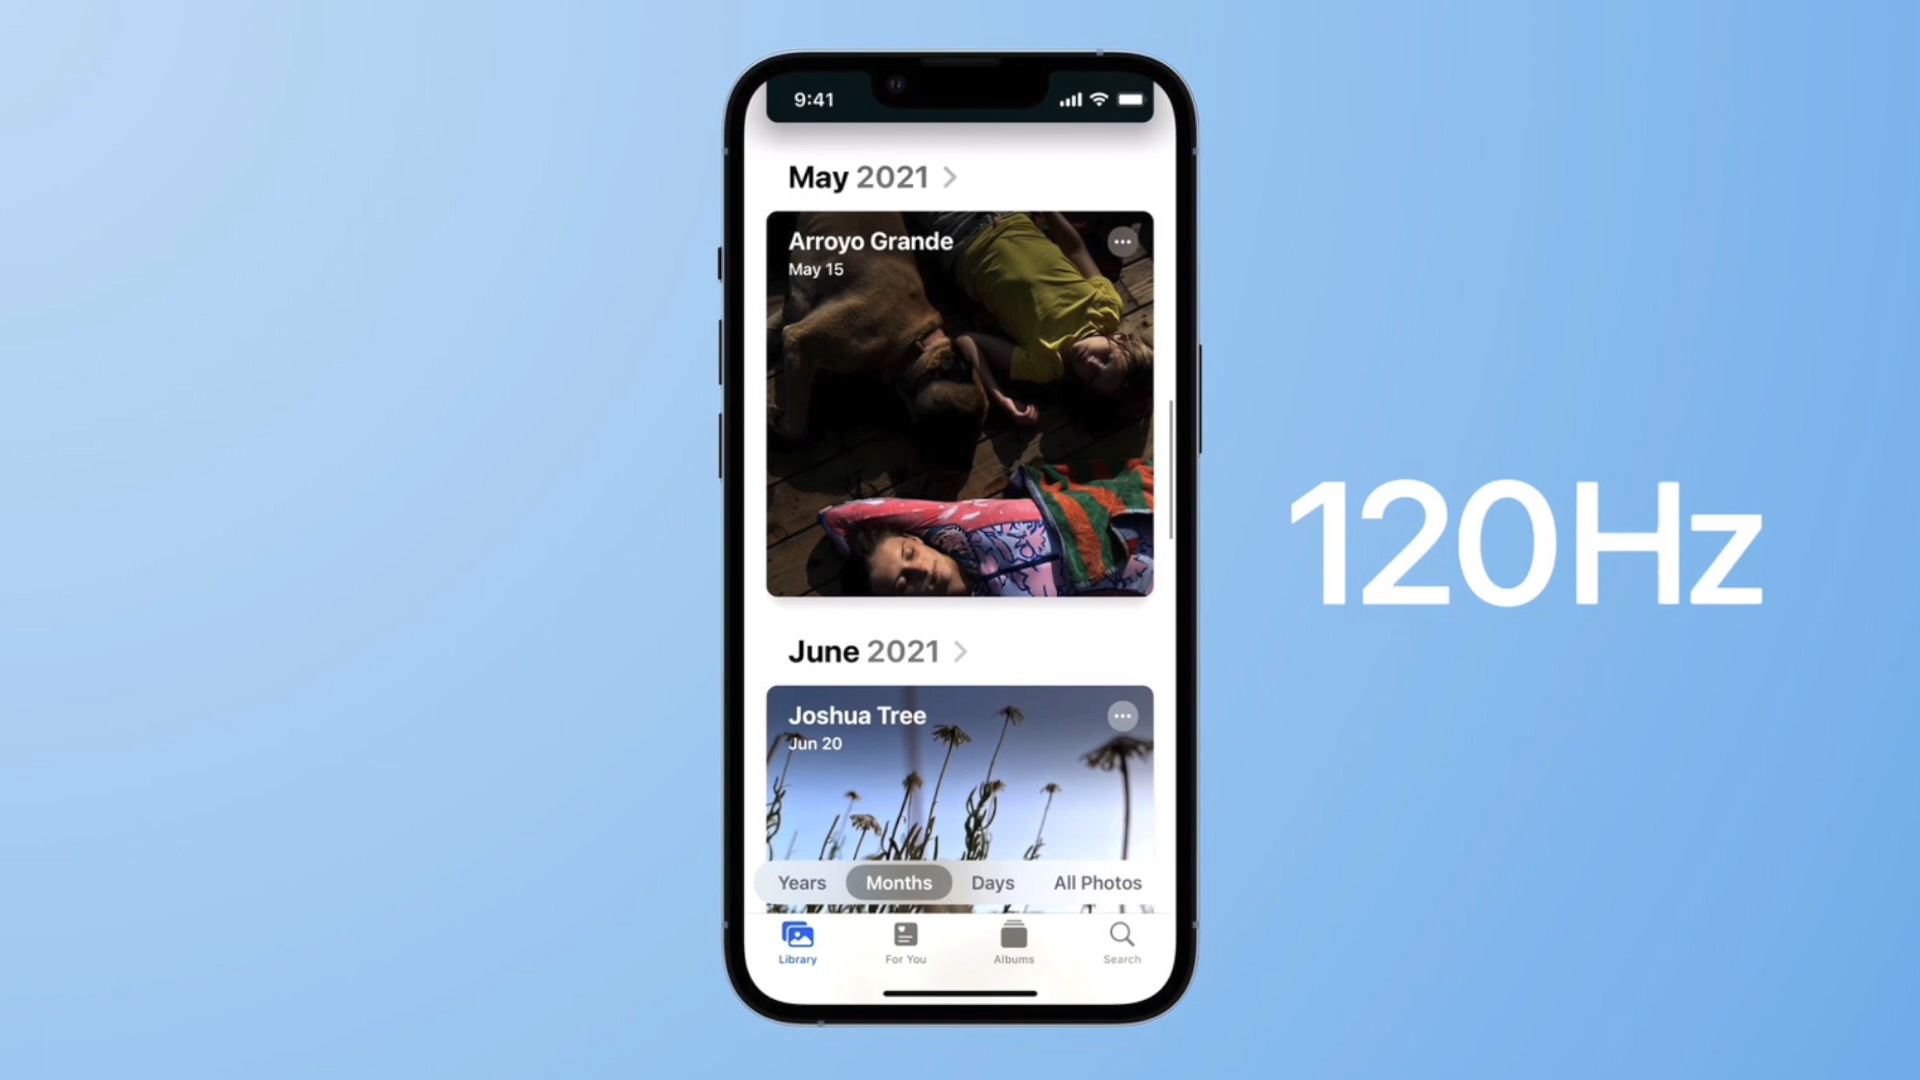 9:41
May 2021
Arroyo Grande
May 15
June 2021
Joshua Tree
Jun 20
Years Months Days All Photos
Library For You Albums Search
120Hz